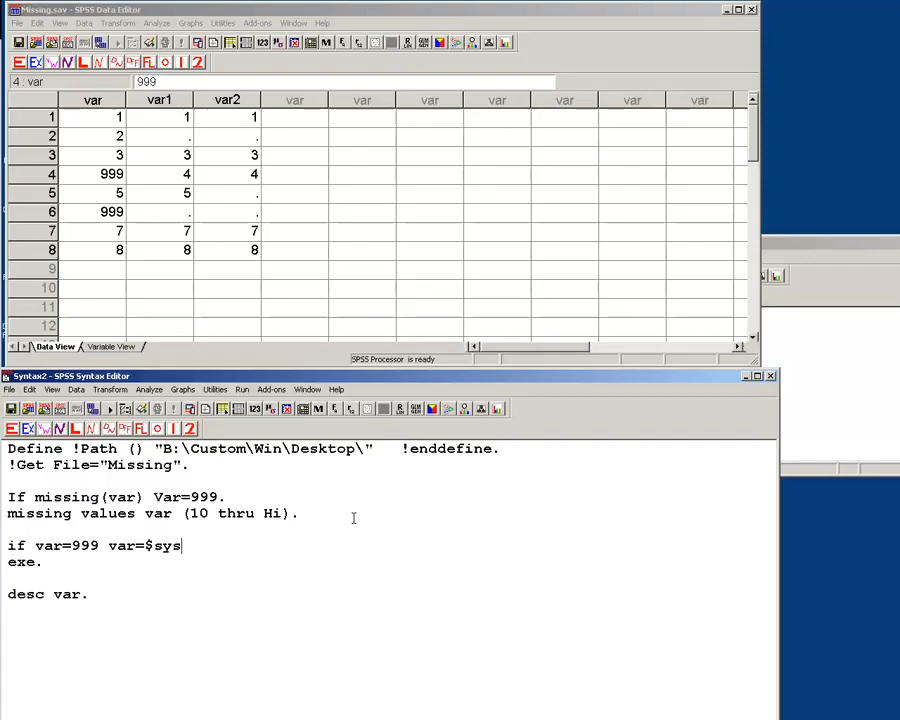 Missing.sav - SPSS Data Editor
File Edit View Data Transform Analyze Graphs Utilities Add-ons Window Help
4 : var 999
var var1 var2 var var var var var var var
1 1 1 1
2 2 . .
3 3 3 3
4 999 4 4
5 5 5 .
6 999 . .
7 7 7 7
8 8 8 8
9
10
11
12
Data View Variable View
SPSS Processor is ready
Syntax2 - SPSS Syntax Editor
File Edit View Data Transform Analyze Graphs Utilities Run Add-ons Window Help
Define !Path () "B:\Custom\Win\Desktop\" !enddefine.
!Get File="Missing".
If missing(var) Var=999.
missing values var (10 thru Hi).
if var=999 var=$sys
exe.
desc var.